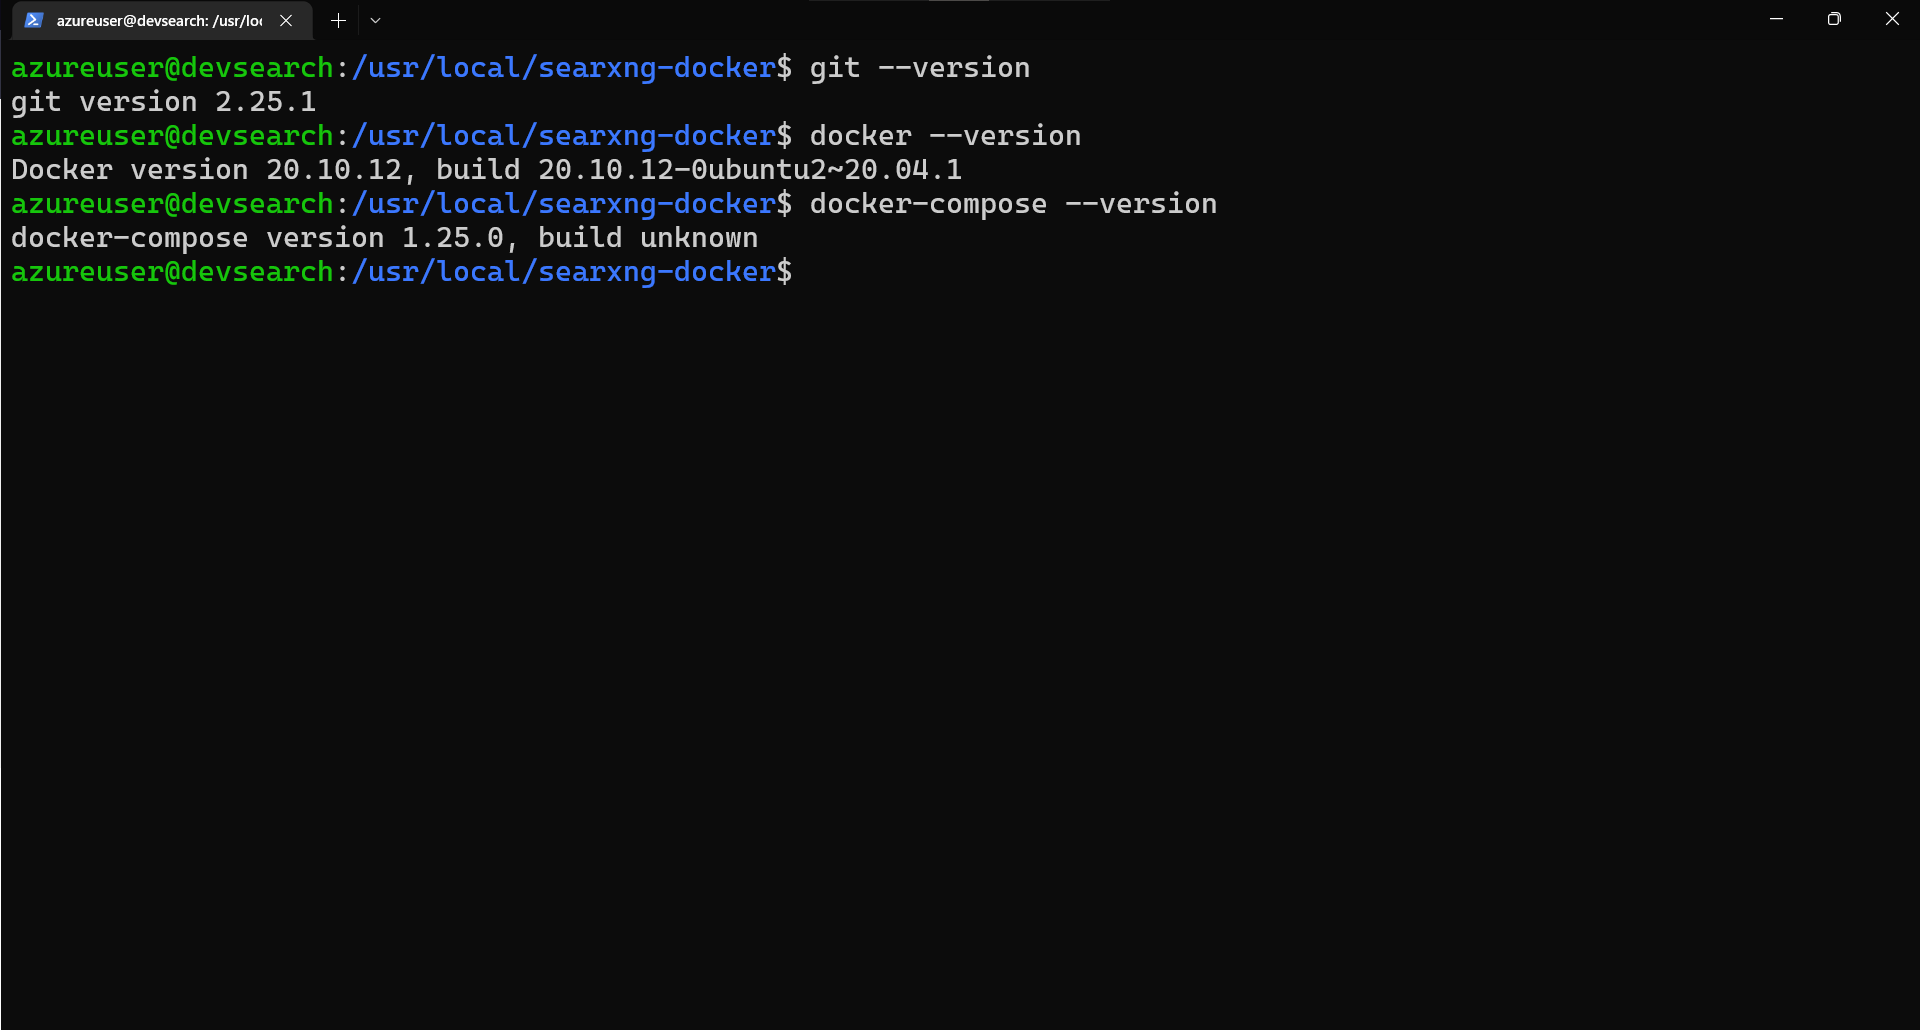 azureuser@devsearch: /usr/loc
azureuser@devsearch:/usr/local/searxng-docker$ git --version
git version 2.25.1
azureuser@devsearch:/usr/local/searxng-docker$ docker --version
Docker version 20.10.12, build 20.10.12-0ubuntu2~20.04.1
azureuser@devsearch:/usr/local/searxng-docker$ docker-compose --version
docker-compose version 1.25.0, build unknown
azureuser@devsearch:/usr/local/searxng-docker$